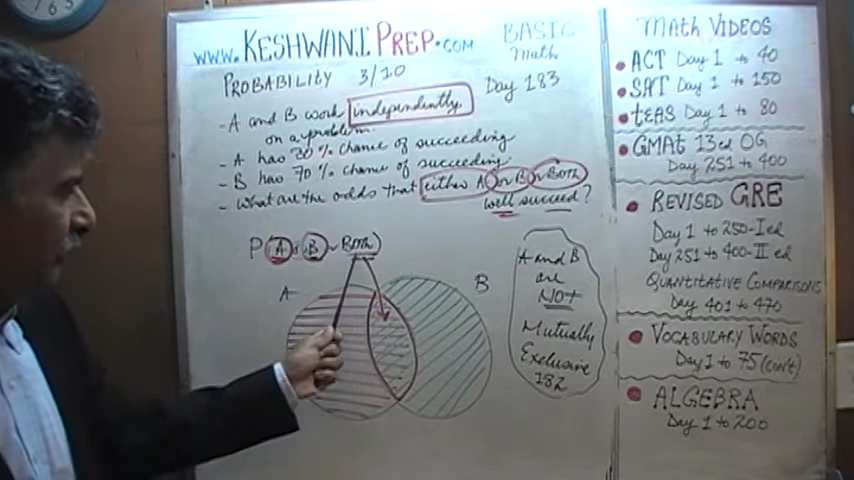 www.KESHWANIPREP.COM
BASIC
Math
PROBABILITY 3/10
Day 183
- A and B work independently
on a problem.
- A has 30% chance of succeeding
- B has 70% chance of succeeding.
- What are the odds that either A or B or Both
will succeed?
P(A or B or Both)
A
B
A and B
are
NOT
Mutually
Exclusive
182
Math VIDEOS
ACT Day 1 to 40
SAT Day 1 to 150
tEAS Day 1 to 80
GMAt 13ed OG
Day 251 to 400
REVISED GRE
Day 1 to 250-I ed
Day 251 to 400-II ed
QUANTITATIVE COMPARISONS
Day 401 to 470
VOCABULARY WORDS
Day 1 to 75 (con't)
ALGEBRA
Day 1 to 200